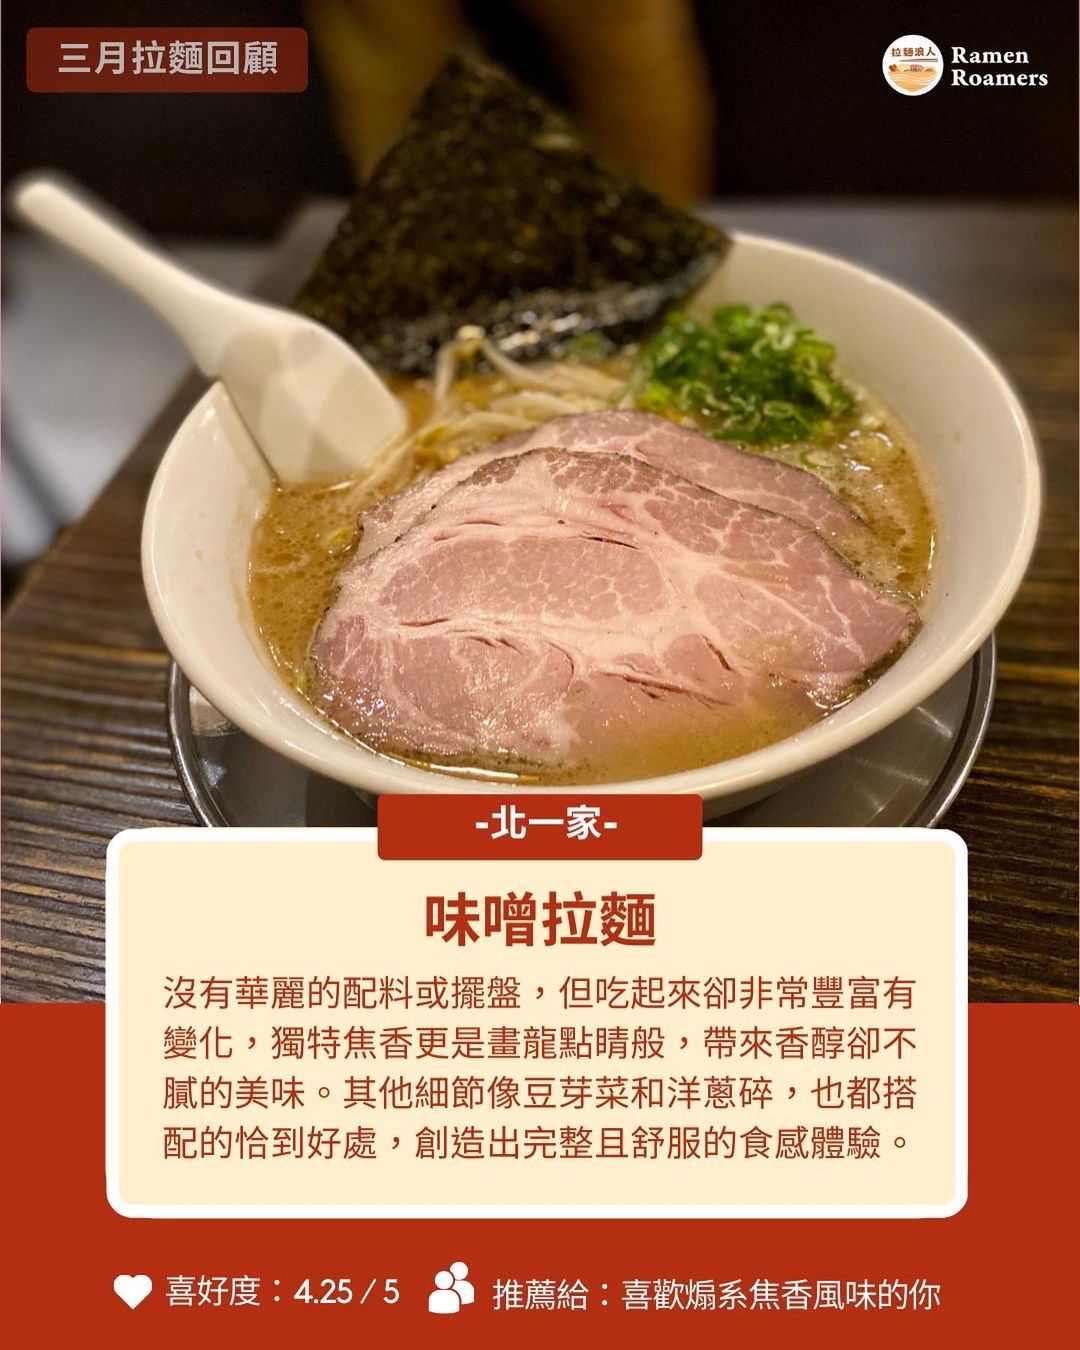 三月拉麵回顧
拉麵浪人
Ramen
Roamers
-北一家-
味噌拉麵
沒有華麗的配料或擺盤，但吃起來卻非常豐富有
變化，獨特焦香更是畫龍點睛般，帶來香醇卻不
膩的美味。其他細節像豆芽菜和洋蔥碎，也都搭
配的恰到好處，創造出完整且舒服的食感體驗。
喜好度：4.25 / 5
推薦給：喜歡煽系焦香風味的你